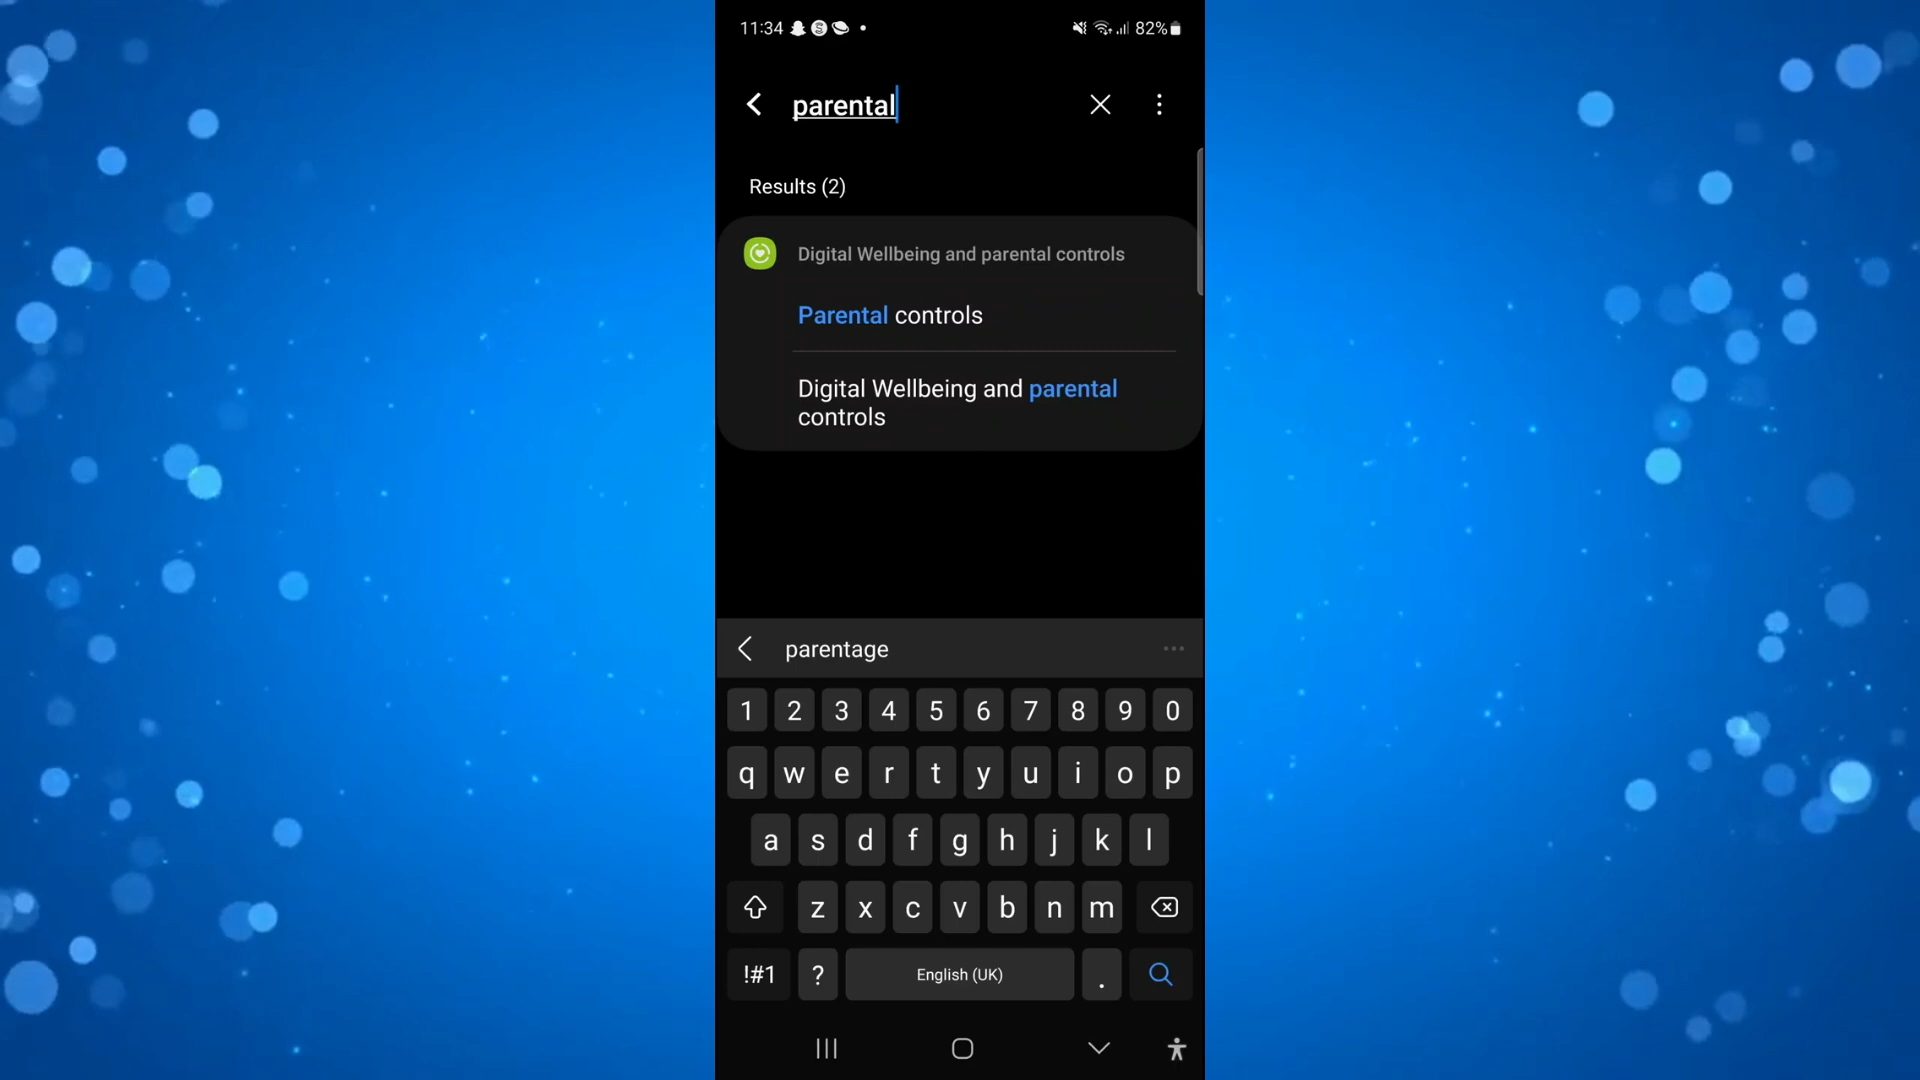 11:34 82%
parental
Results (2)
Digital Wellbeing and parental controls
Parental controls
Digital Wellbeing and parental
controls
parentage
1 2 3 4 5 6 7 8 9 0
q w e r t y u i o p
a s d f g h j k l
z x c v b n m
!#1 ? English (UK) .